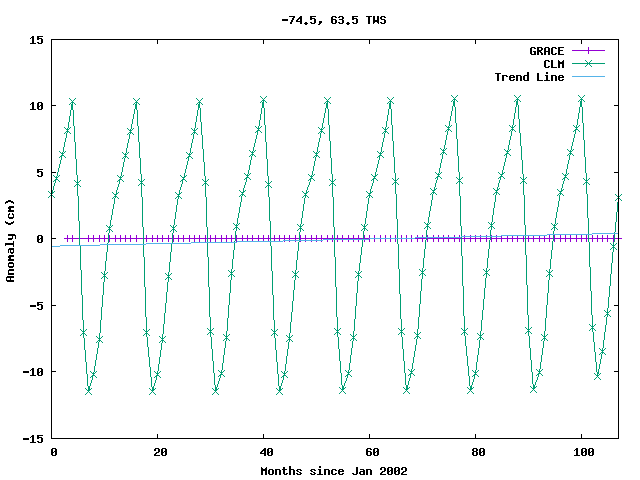 -74.5, 63.5 TWS
15
GRACE
CLM
Trend Line
10
5
0
-5
-10
-15
Anomaly (cm)
0 20 40 60 80 100
Months since Jan 2002